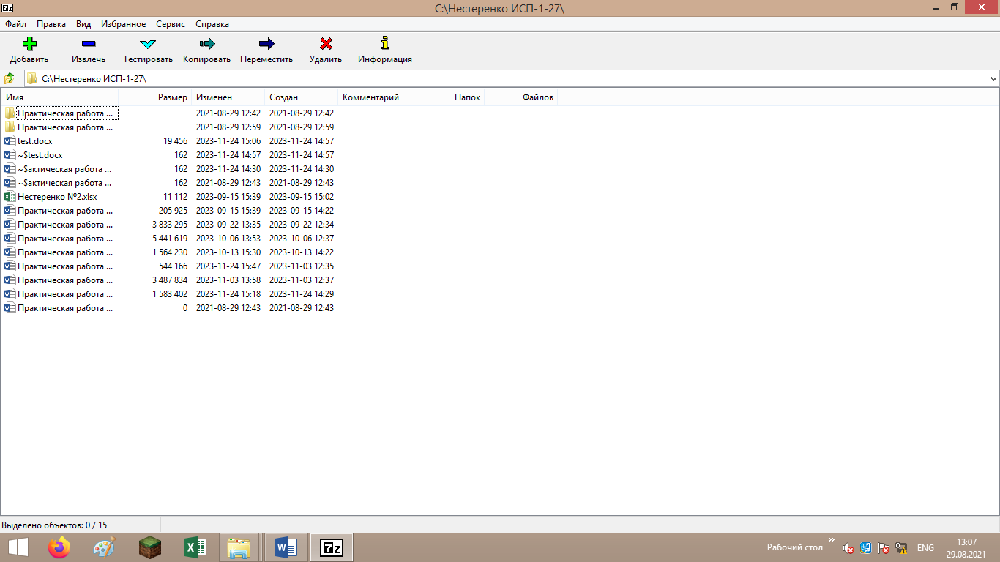 7z C:\Нестеренко ИСП-1-27\
Файл Правка Вид Избранное Сервис Справка
Добавить Извлечь Тестировать Копировать Переместить Удалить Информация
C:\Нестеренко ИСП-1-27\
Имя Размер Изменен Создан Комментарий Папок Файлов
Практическая работа ... 2021-08-29 12:42 2021-08-29 12:42
Практическая работа ... 2021-08-29 12:59 2021-08-29 12:59
test.docx 19 456 2023-11-24 15:06 2023-11-24 14:57
~$test.docx 162 2023-11-24 14:57 2023-11-24 14:57
~$актическая работа ... 162 2023-11-24 14:30 2023-11-24 14:30
~$актическая работа ... 162 2021-08-29 12:43 2021-08-29 12:43
Нестеренко №2.xlsx 11 112 2023-09-15 15:39 2023-09-15 15:02
Практическая работа ... 205 925 2023-09-15 15:39 2023-09-15 14:22
Практическая работа ... 3 833 295 2023-09-22 13:35 2023-09-22 12:34
Практическая работа ... 5 441 619 2023-10-06 13:53 2023-10-06 12:37
Практическая работа ... 1 564 230 2023-10-13 15:30 2023-10-13 14:22
Практическая работа ... 544 166 2023-11-24 15:47 2023-11-03 12:35
Практическая работа ... 3 487 834 2023-11-03 13:58 2023-11-03 12:37
Практическая работа ... 1 583 402 2023-11-24 15:18 2023-11-24 14:29
Практическая работа ... 0 2021-08-29 12:43 2021-08-29 12:43
Выделено объектов: 0 / 15
7z Рабочий стол » ENG 13:07
29.08.2021